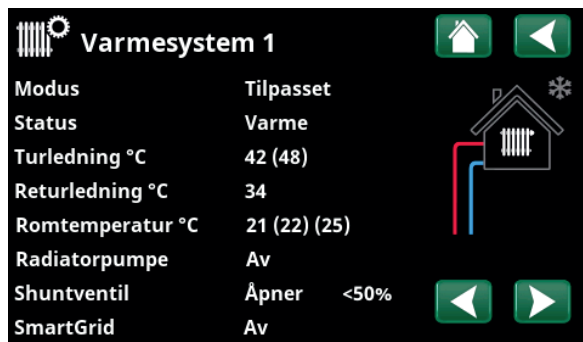 Varmesystem 1
Modus Tilpasset
Status Varme
Turledning °C 42 (48)
Returledning °C 34
Romtemperatur °C 21 (22) (25)
Radiatorpumpe Av
Shuntventil Åpner <50%
SmartGrid Av